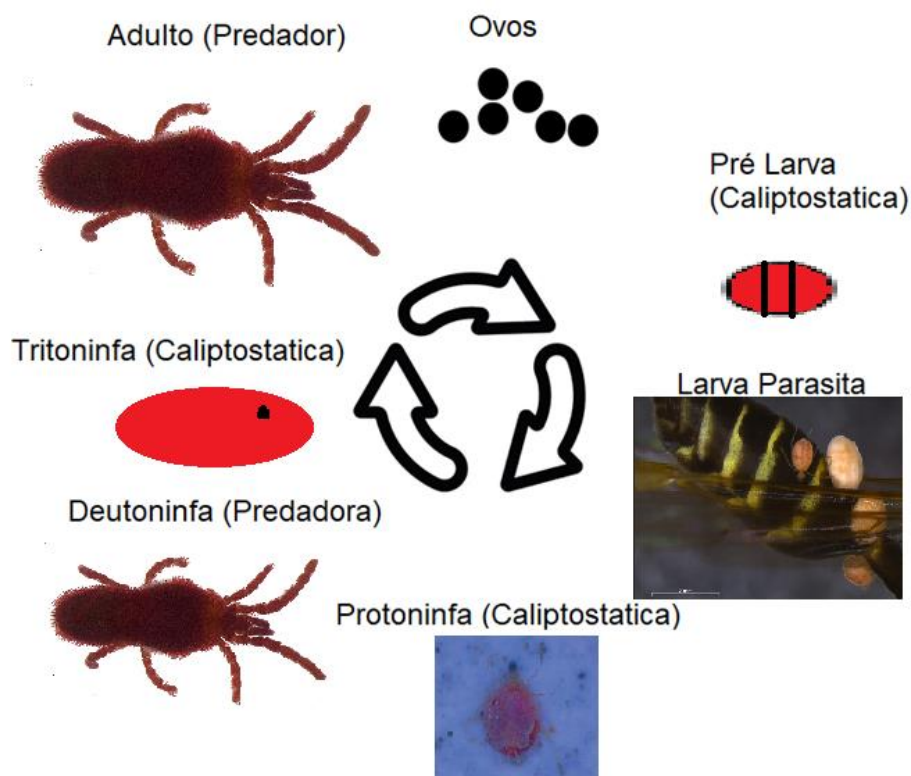 Adulto (Predador)
Ovos
Pré Larva
(Caliptostatica)
Larva Parasita
Protoninfa (Caliptostatica)
Deutoninfa (Predadora)
Tritoninfa (Caliptostatica)